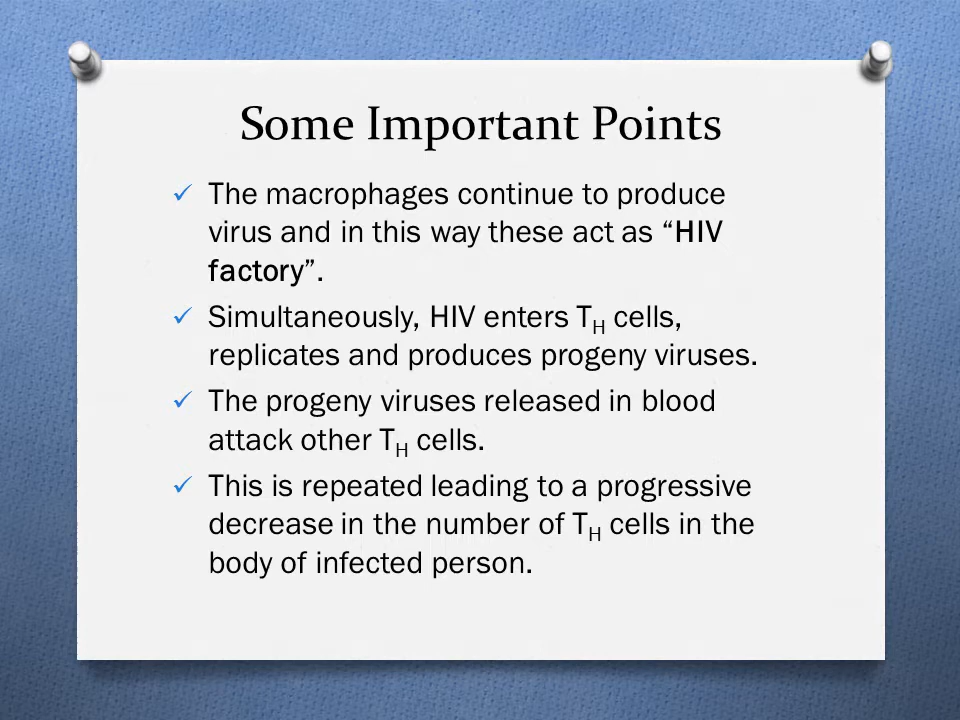 Some Important Points
✓ The macrophages continue to produce
virus and in this way these act as “HIV
factory”.
✓ Simultaneously, HIV enters T_H cells,
replicates and produces progeny viruses.
✓ The progeny viruses released in blood
attack other T_H cells.
✓ This is repeated leading to a progressive
decrease in the number of T_H cells in the
body of infected person.